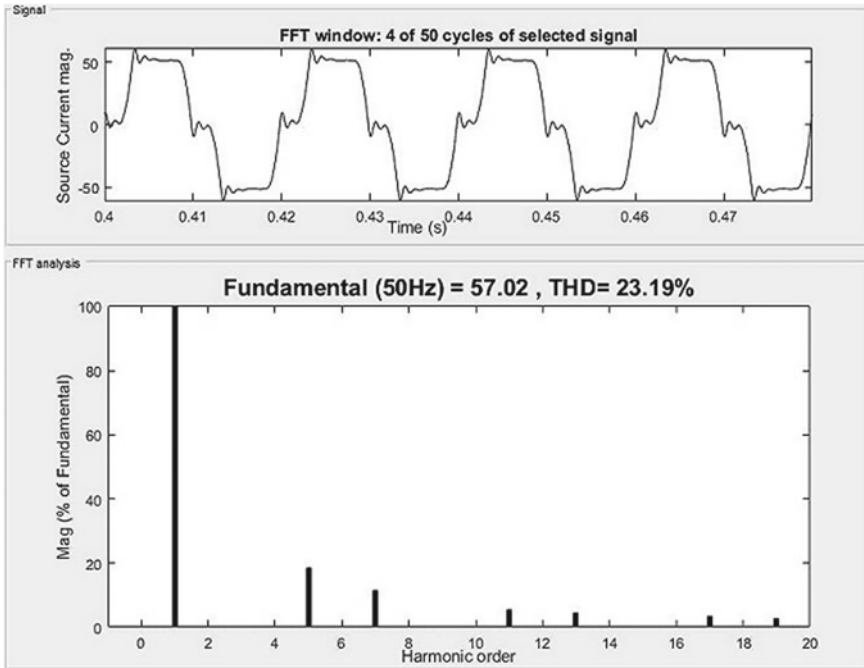 Signal
FFT window: 4 of 50 cycles of selected signal
Source Current mag.
50
0
-50
0.4 0.41 0.42 0.43 0.44 0.45 0.46 0.47
Time (s)
FFT analysis
Fundamental (50Hz) = 57.02 , THD= 23.19%
Mag (% of Fundamental)
100
80
60
40
20
0
0 2 4 6 8 10 12 14 16 18 20
Harmonic order